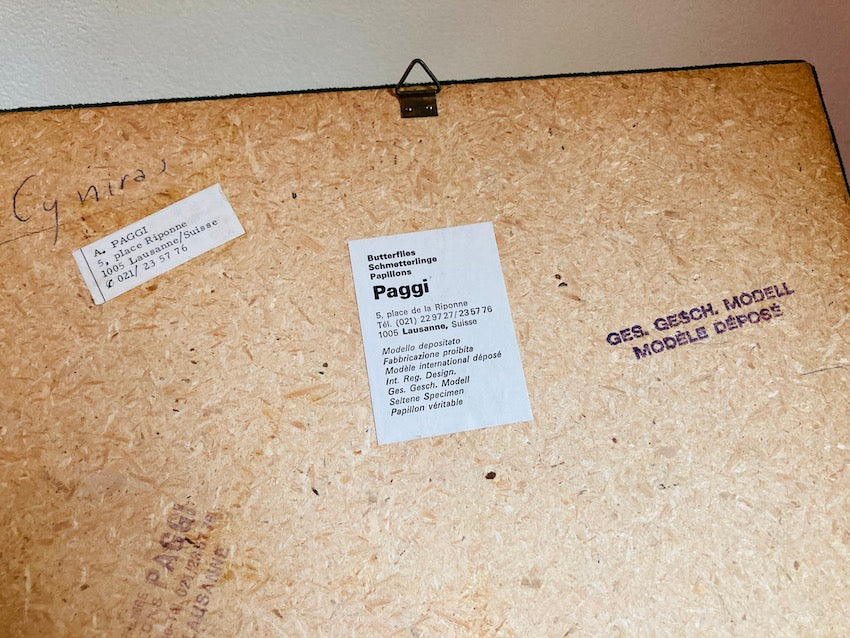 Cynira,
A. PAGGI
5, place Riponne
1005 Lausanne/Suisse
✆ 021/ 23 57 76
Butterflies
Schmetterlinge
Papillons
Paggi
5, place de la Riponne
Tél. (021) 22 97 27 / 23 57 76
1005 Lausanne, Suisse
Modello depositato
Fabbricazione proibita
Modèle international déposé
Int. Reg. Design.
Ges. Gesch. Modell
Seltene Specimen
Papillon véritable
GES. GESCH. MODELL
MODÈLE DÉPOSÉ
PAGGI
LAUSANNE